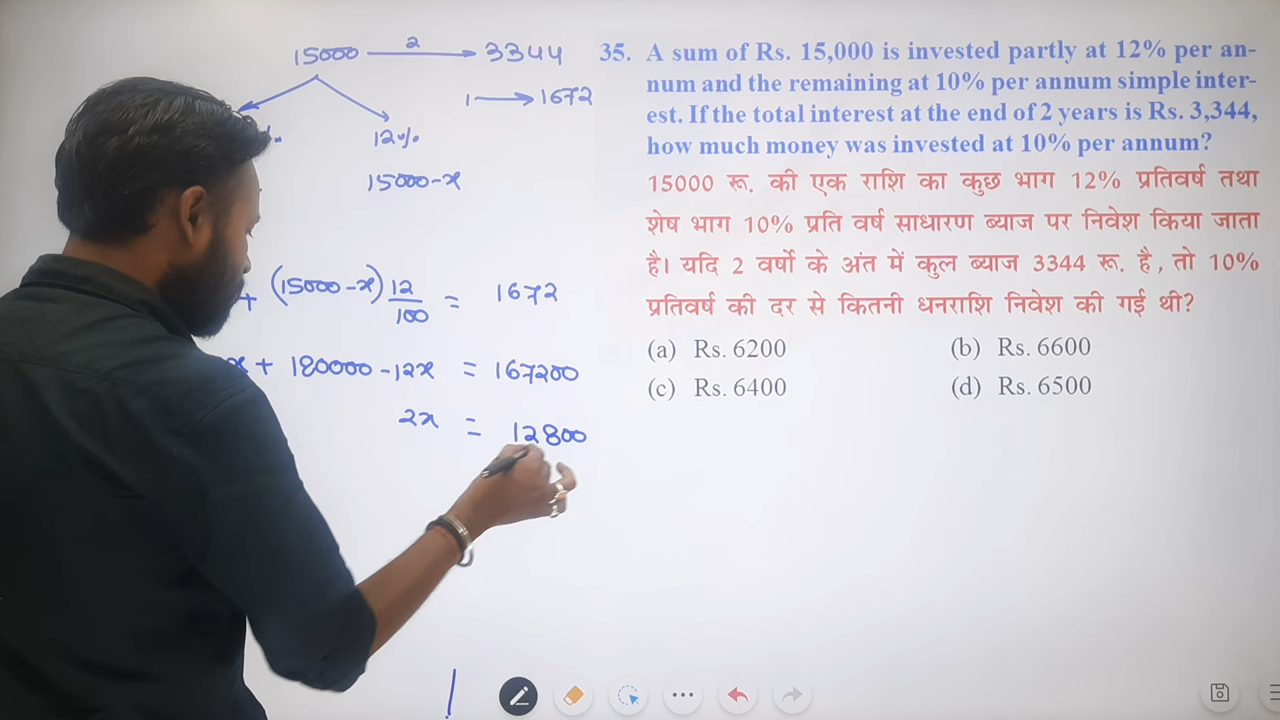 15000 2 3344
1 1672
%.
12%
15000-x
+ (15000-x) 12/100 = 1672
x + 180000 - 12x = 167200
2x = 12800
35. A sum of Rs. 15,000 is invested partly at 12% per an-
num and the remaining at 10% per annum simple inter-
est. If the total interest at the end of 2 years is Rs. 3,344,
how much money was invested at 10% per annum?
15000 रू. की एक राशि का कुछ भाग 12% प्रतिवर्ष तथा
शेष भाग 10% प्रति वर्ष साधारण ब्याज पर निवेश किया जाता
है। यदि 2 वर्षो के अंत में कुल ब्याज 3344 रू. है, तो 10%
प्रतिवर्ष की दर से कितनी धनराशि निवेश की गई थी?
(a) Rs. 6200 (b) Rs. 6600
(c) Rs. 6400 (d) Rs. 6500